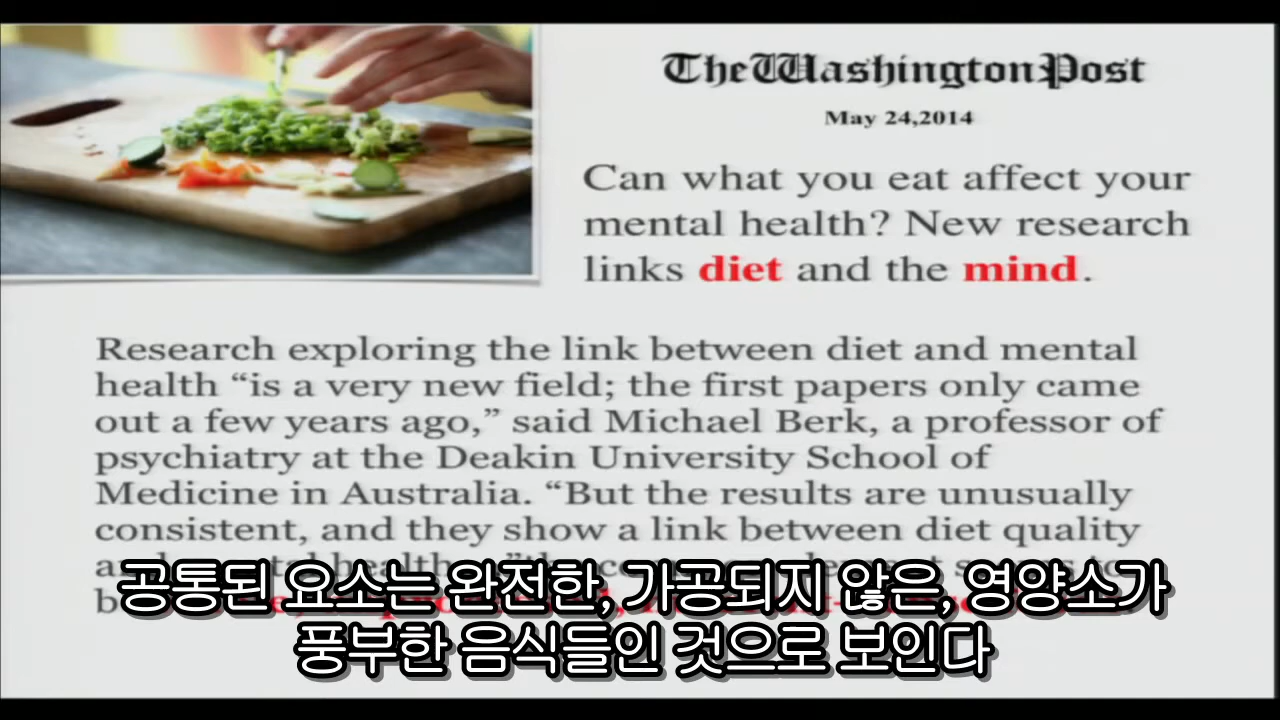 The Washington Post
May 24,2014
Can what you eat affect your
mental health? New research
links diet and the mind.
Research exploring the link between diet and mental
health “is a very new field; the first papers only came
out a few years ago,” said Michael Berk, a professor of
psychiatry at the Deakin University School of
Medicine in Australia. “But the results are unusually
consistent, and they show a link between diet quality
공통된 요소는 완전한, 가공되지 않은, 영양소가
풍부한 음식들인 것으로 보인다